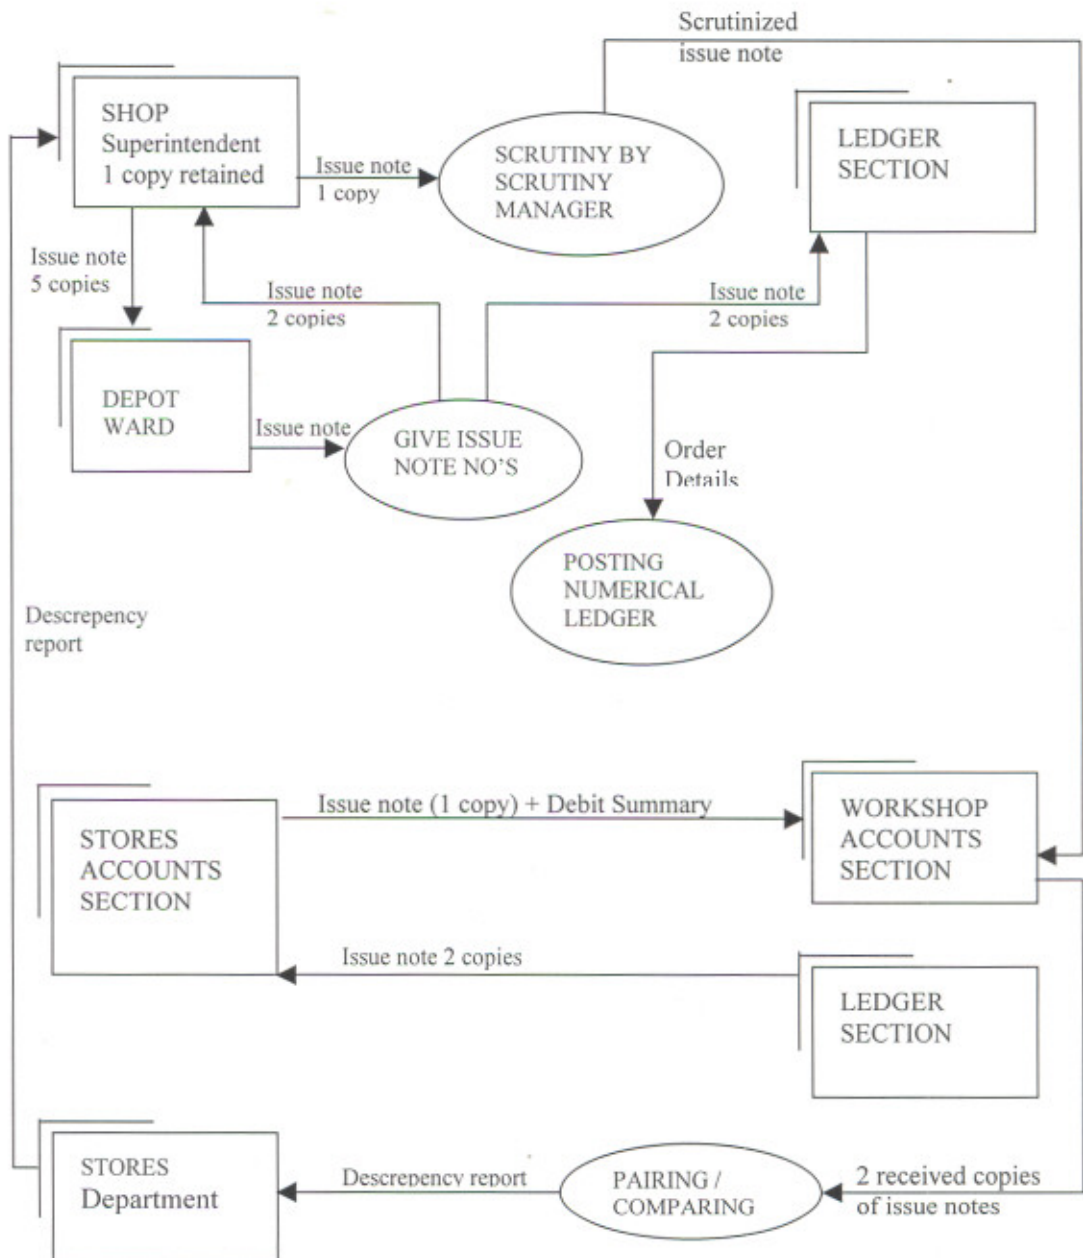 Scrutinized
issue note
SHOP
Superintendent
1 copy retained
Issue note
1 copy
SCRUTINY BY
SCRUTINY
MANAGER
LEDGER
SECTION
Issue note
5 copies
Issue note
2 copies
Issue note
2 copies
DEPOT
WARD
Issue note
GIVE ISSUE
NOTE NO'S
Order
Details
POSTING
NUMERICAL
LEDGER
Descrepency
report
STORES
ACCOUNTS
SECTION
Issue note (1 copy) + Debit Summary
WORKSHOP
ACCOUNTS
SECTION
Issue note 2 copies
LEDGER
SECTION
STORES
Department
Descrepency report
PAIRING /
COMPARING
2 received copies
of issue notes